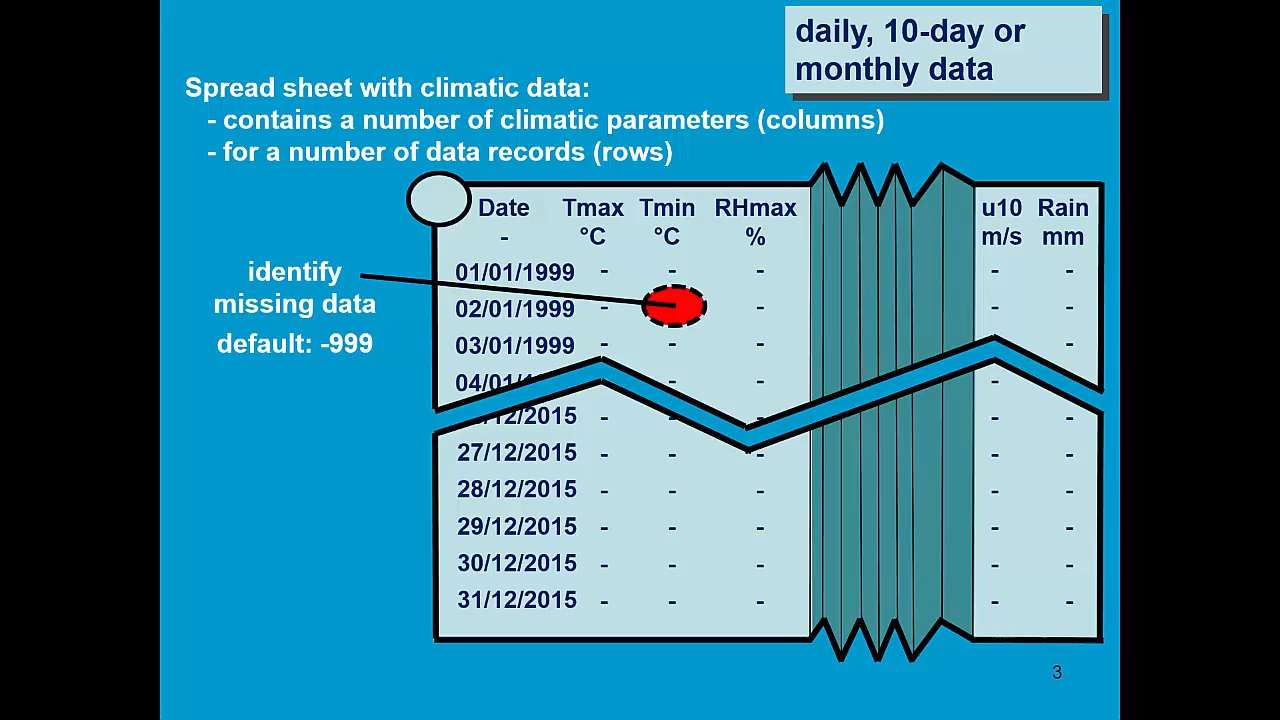 daily, 10-day or
monthly data
Spread sheet with climatic data:
- contains a number of climatic parameters (columns)
- for a number of data records (rows)
Date Tmax Tmin RHmax u10 Rain
- °C °C % m/s mm
01/01/1999 - - - - -
identify
missing data
default: -999
02/01/1999 - - - -
03/01/1999 - - - -
04/01/ - - -
/12/2015 - - - - -
27/12/2015 - - - - -
28/12/2015 - - - - -
29/12/2015 - - - - -
30/12/2015 - - - - -
31/12/2015 - - - - -
3